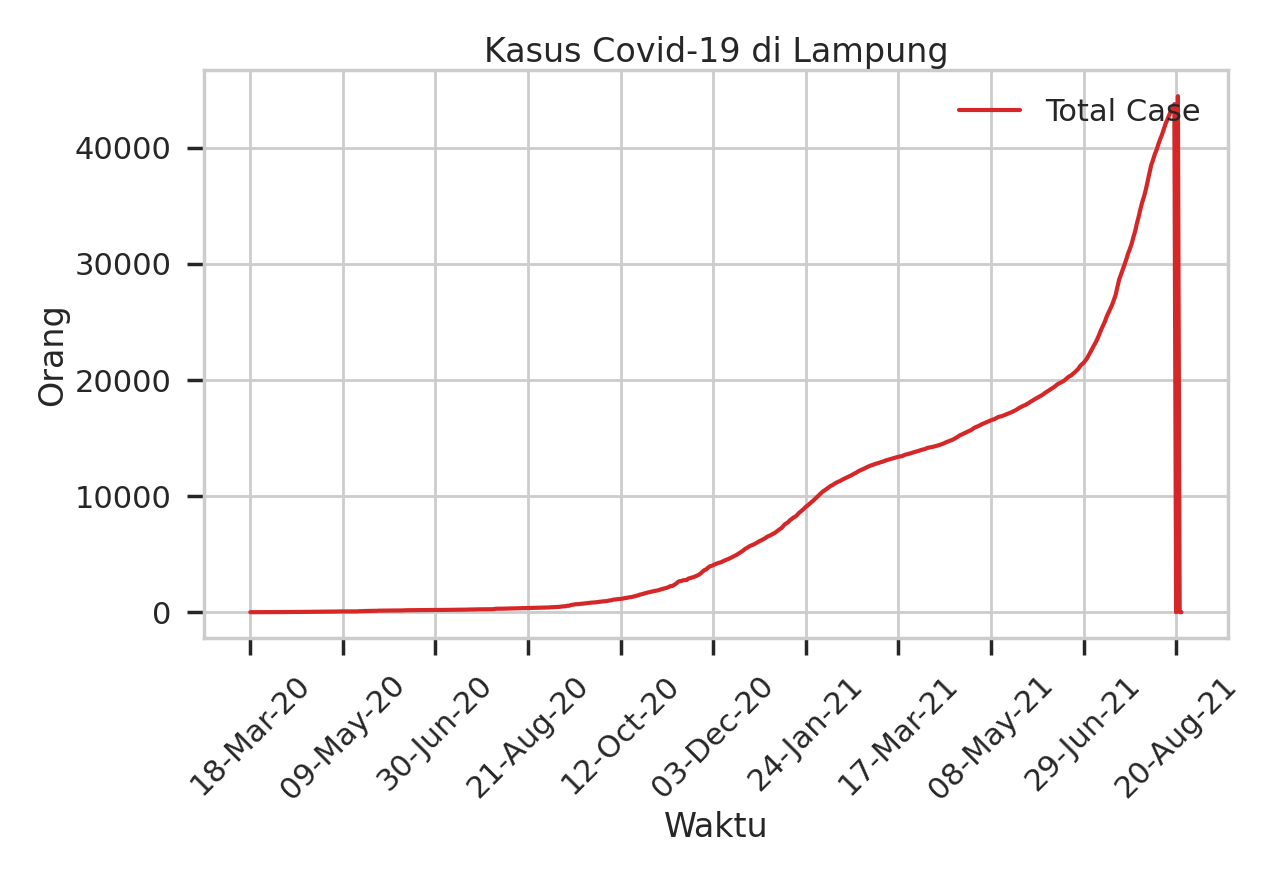 Kasus Covid-19 di Lampung
Total Case
Orang
40000
30000
20000
10000
0
18-Mar-20
09-May-20
30-Jun-20
21-Aug-20
12-Oct-20
03-Dec-20
24-Jan-21
17-Mar-21
08-May-21
29-Jun-21
20-Aug-21
Waktu